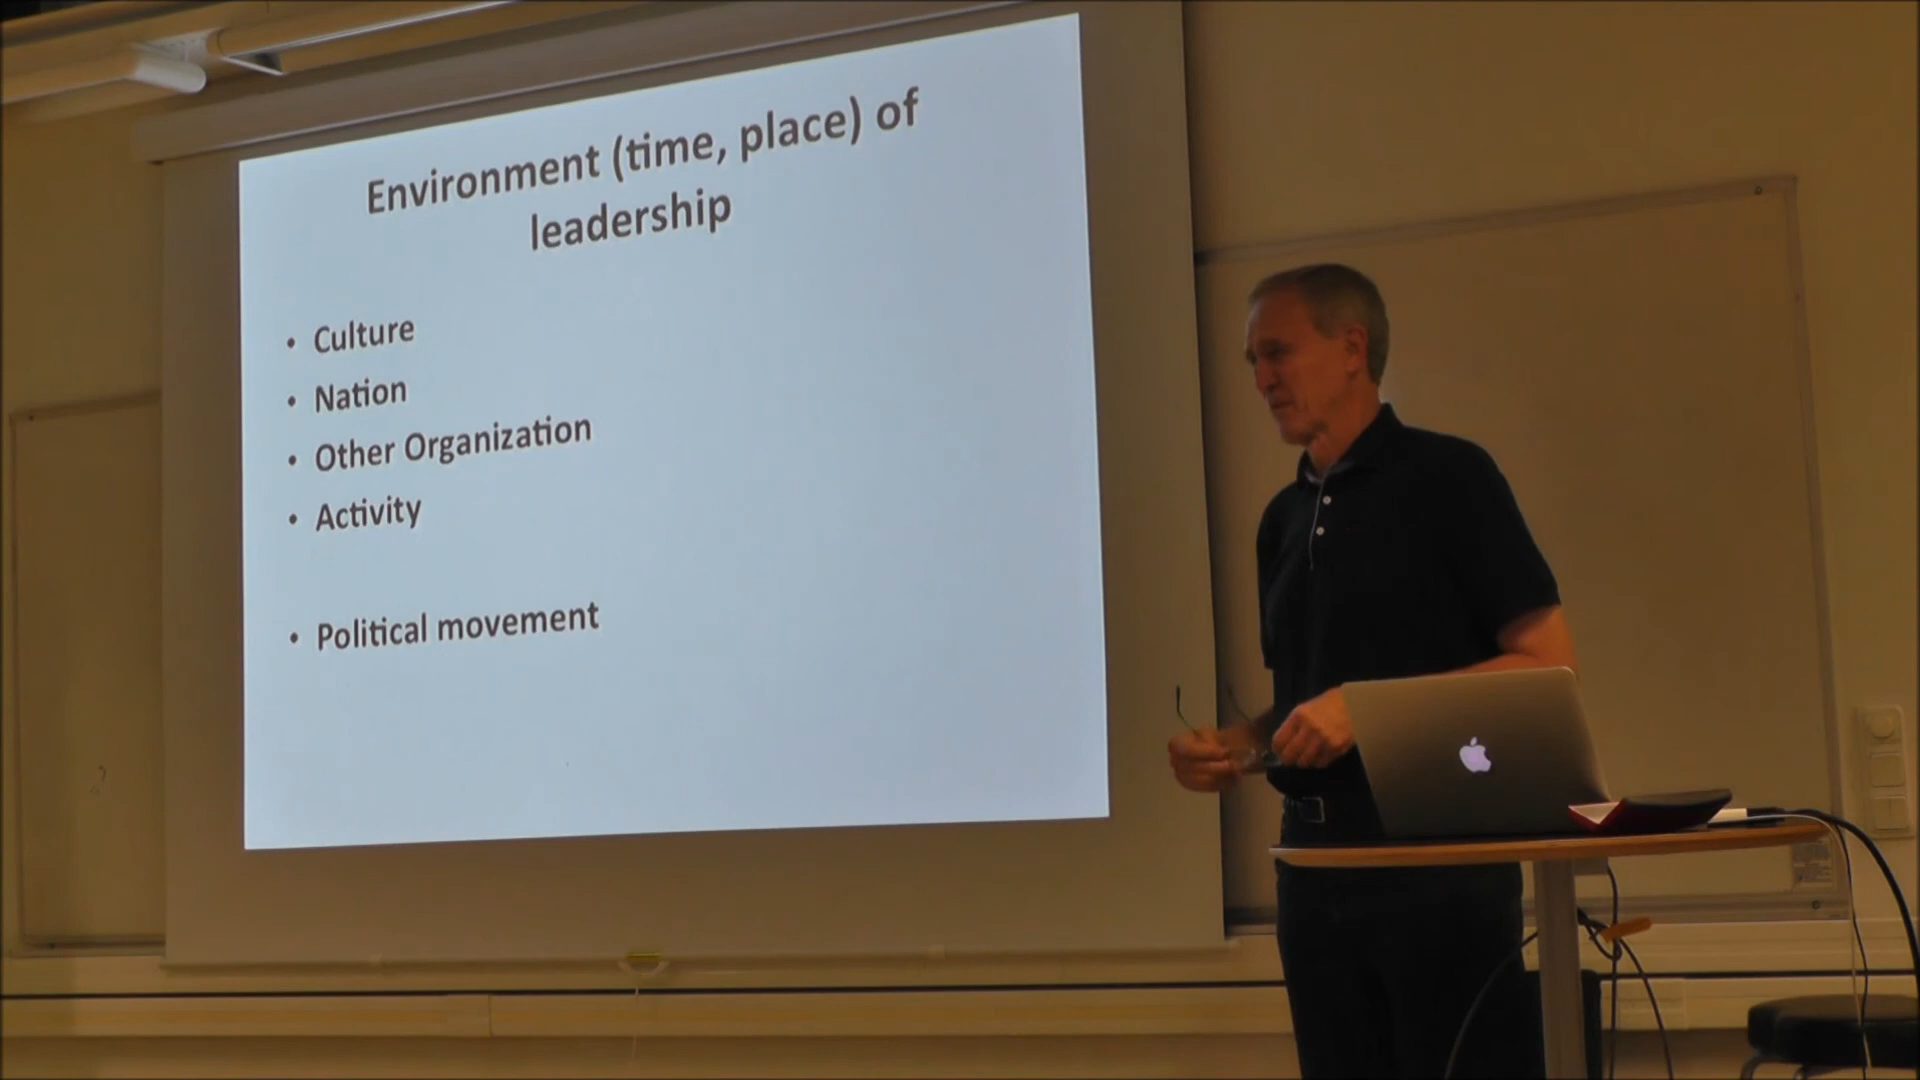 Environment (time, place) of
leadership
• Culture
• Nation
• Other Organization
• Activity
• Political movement